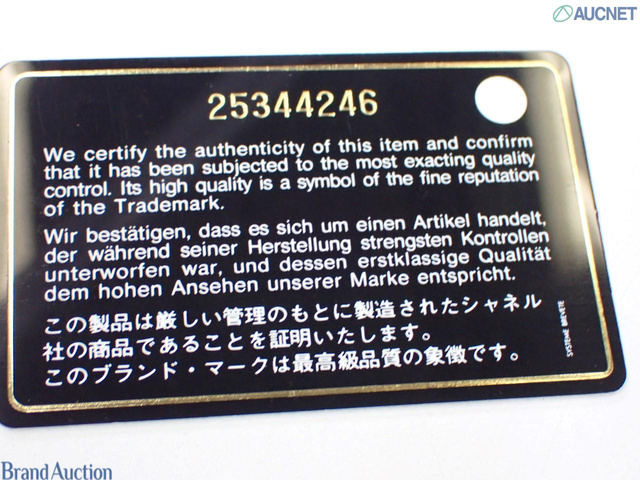 AUCNET
25344246
We certify the authenticity of this item and confirm
that it has been subjected to the most exacting quality
control. Its high quality is a symbol of the fine reputation
of the Trademark.
Wir bestätigen, dass es sich um einen Artikel handelt,
der während seiner Herstellung strengsten Kontrollen
unterworfen war, und dessen erstklassige Qualität
dem hohen Ansehen unserer Marke entspricht.
この製品は厳しい管理のもとに製造されたシャネル
社の商品であることを証明いたします。
このブランド・マークは最高級品質の象徴です。
SYSTEME BREVETE
Brand Auction